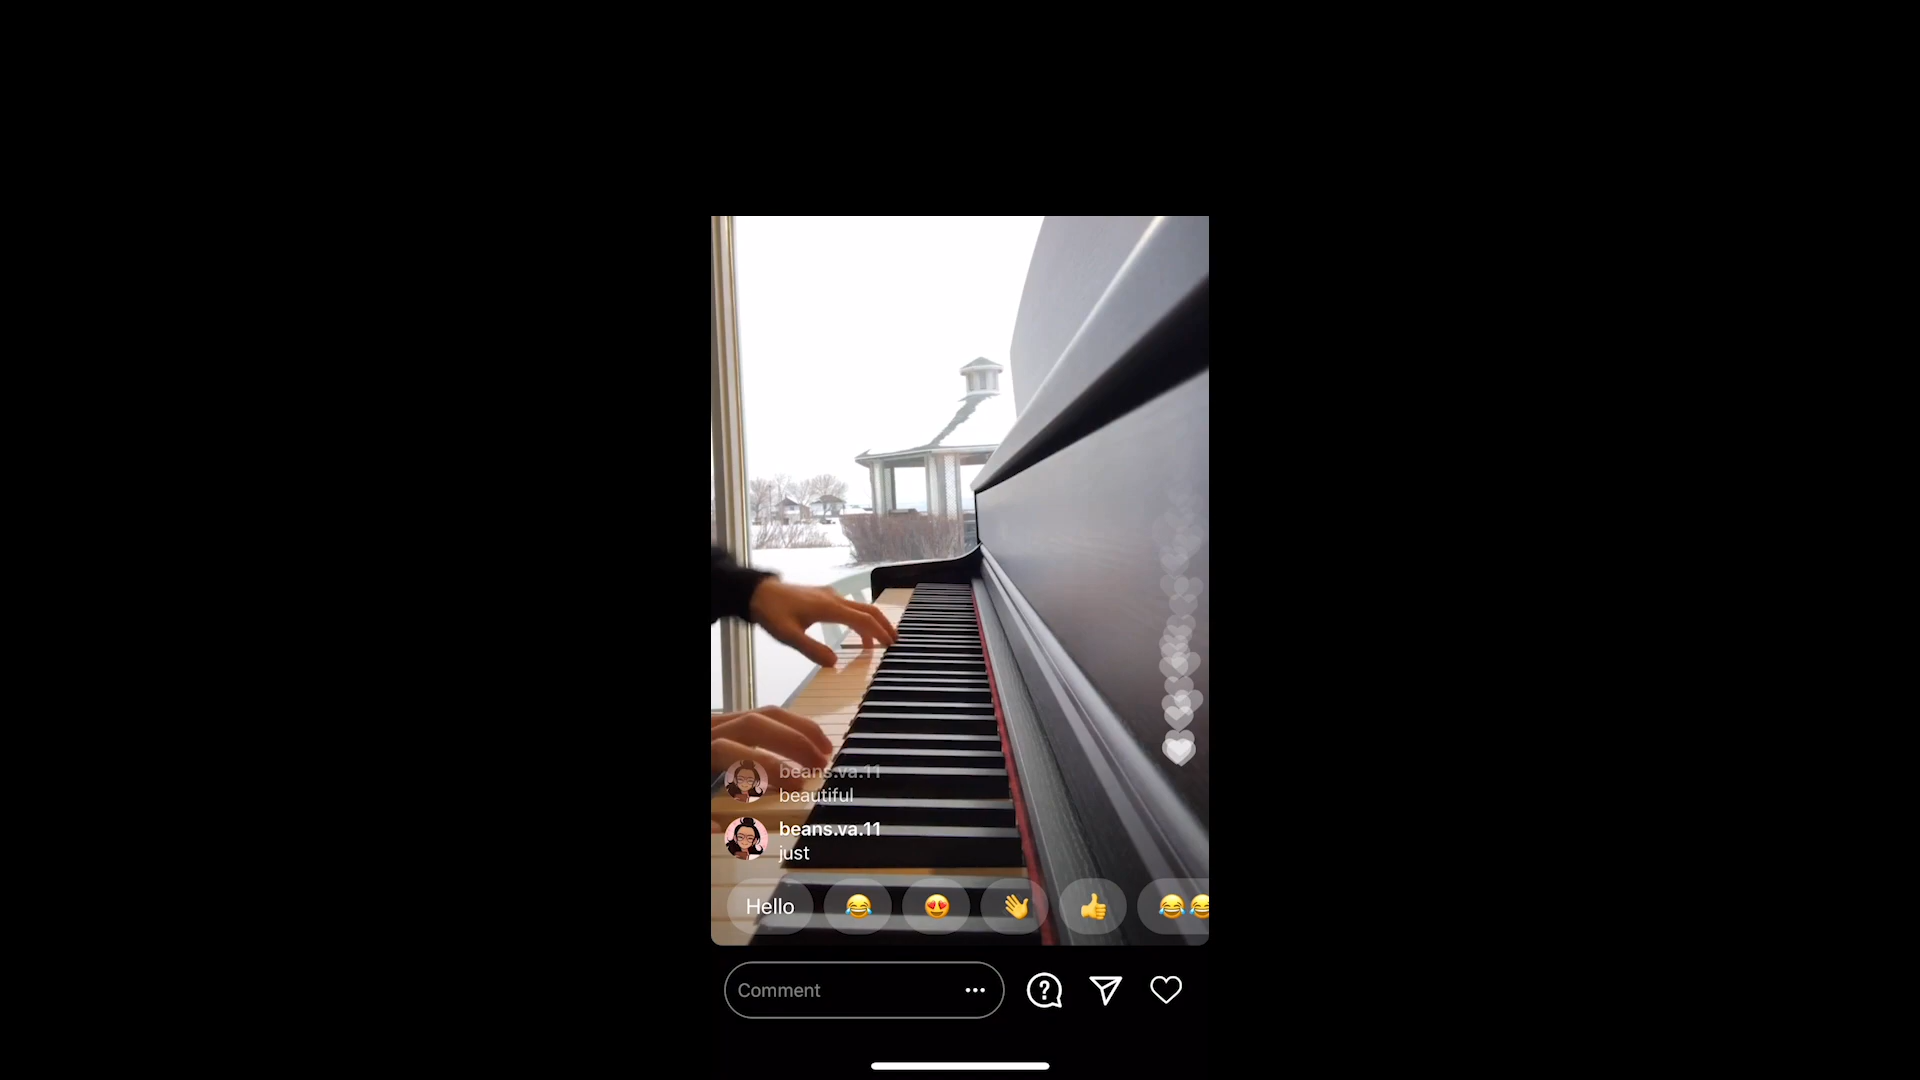 beans.va.11
beautiful
beans.va.11
just
Hello
Comment